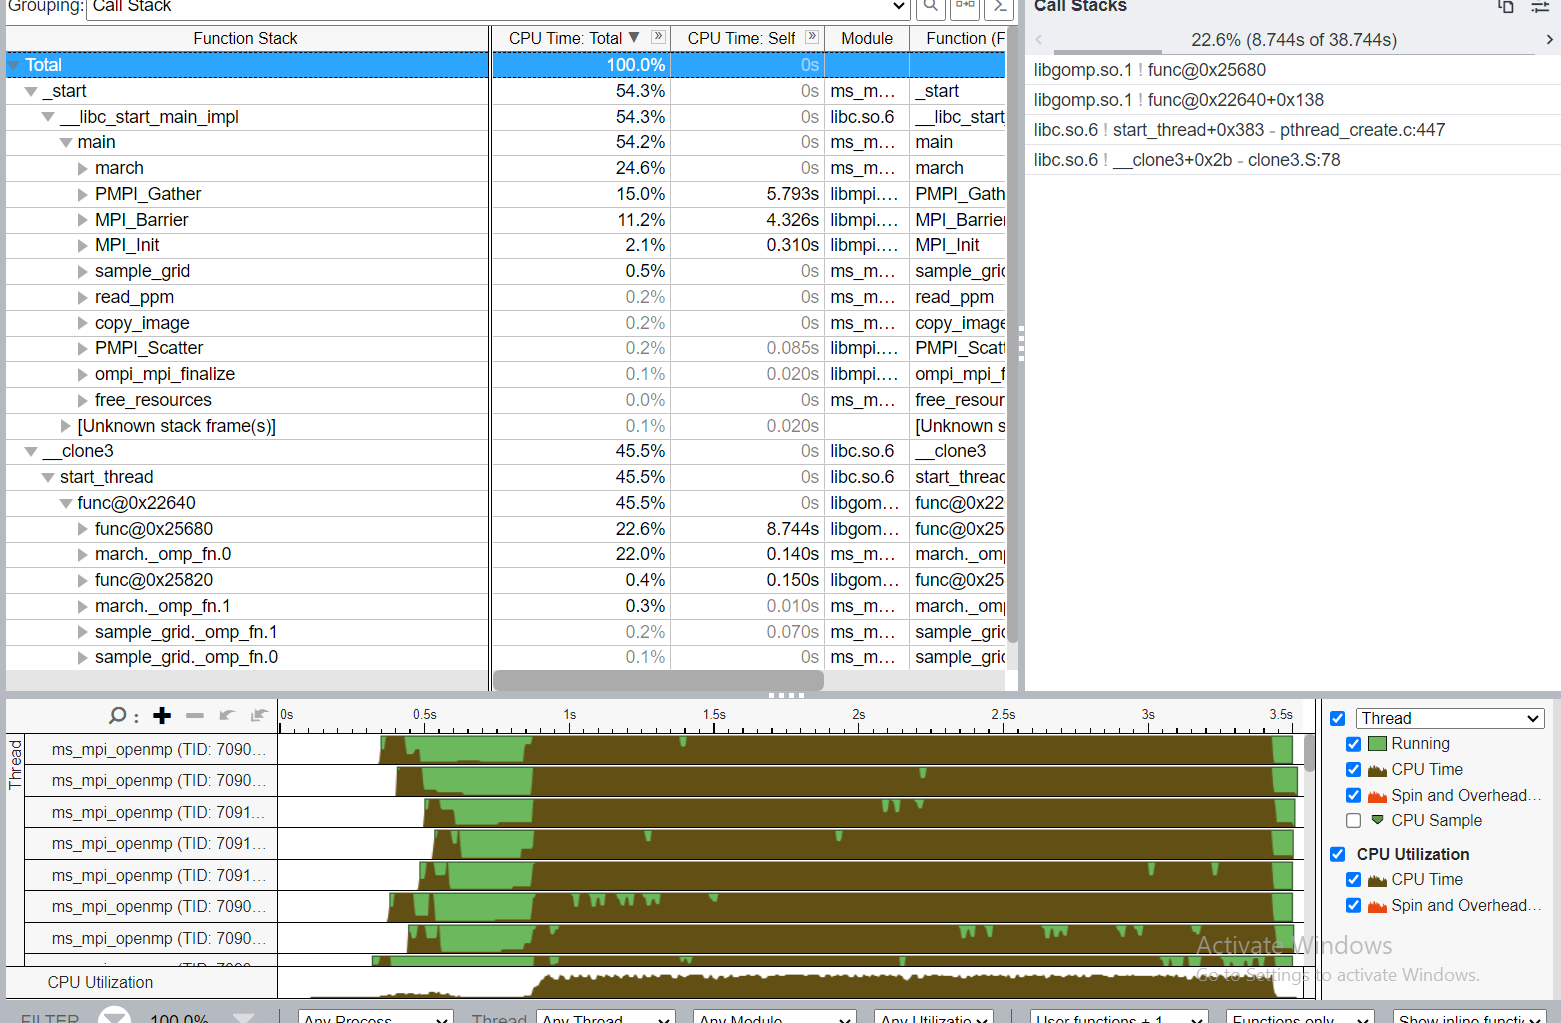 Grouping: Call Stack
Function Stack CPU Time: Total ▼ » CPU Time: Self » Module Function (F
Total 100.0% 0s
_start 54.3% 0s ms_m... _start
__libc_start_main_impl 54.3% 0s libc.so.6 __libc_start
main 54.2% 0s ms_m... main
march 24.6% 0s ms_m... march
PMPI_Gather 15.0% 5.793s libmpi.... PMPI_Gath
MPI_Barrier 11.2% 4.326s libmpi.... MPI_Barrier
MPI_Init 2.1% 0.310s libmpi.... MPI_Init
sample_grid 0.5% 0s ms_m... sample_grid
read_ppm 0.2% 0s ms_m... read_ppm
copy_image 0.2% 0s ms_m... copy_image
PMPI_Scatter 0.2% 0.085s libmpi.... PMPI_Scatt
ompi_mpi_finalize 0.1% 0.020s libmpi.... ompi_mpi_f
free_resources 0.0% 0s ms_m... free_resour
[Unknown stack frame(s)] 0.1% 0.020s [Unknown s
__clone3 45.5% 0s libc.so.6 __clone3
start_thread 45.5% 0s libc.so.6 start_threac
func@0x22640 45.5% 0s libgom... func@0x22
func@0x25680 22.6% 8.744s libgom... func@0x25
march._omp_fn.0 22.0% 0.140s ms_m... march._om
func@0x25820 0.4% 0.150s libgom... func@0x25
march._omp_fn.1 0.3% 0.010s ms_m... march._om
sample_grid._omp_fn.1 0.2% 0.070s ms_m... sample_gric
sample_grid._omp_fn.0 0.1% 0s ms_m... sample_gric
Call Stacks
22.6% (8.744s of 38.744s)
libgomp.so.1 ! func@0x25680
libgomp.so.1 ! func@0x22640+0x138
libc.so.6 ! start_thread+0x383 - pthread_create.c:447
libc.so.6 ! __clone3+0x2b - clone3.S:78
0s 0.5s 1s 1.5s 2s 2.5s 3s 3.5s
Thread
ms_mpi_openmp (TID: 7090...
ms_mpi_openmp (TID: 7090...
ms_mpi_openmp (TID: 7091...
ms_mpi_openmp (TID: 7091...
ms_mpi_openmp (TID: 7091...
ms_mpi_openmp (TID: 7090...
ms_mpi_openmp (TID: 7090...
CPU Utilization
Thread
Running
CPU Time
Spin and Overhead...
CPU Sample
CPU Utilization
CPU Time
Spin and Overhead...
Activate Windows
Go to Settings to activate Windows.
FILTER 100.0% Any Process Thread Any Thread Any Module Any Utilizatio User functions + 1 Functions only Show inline functi